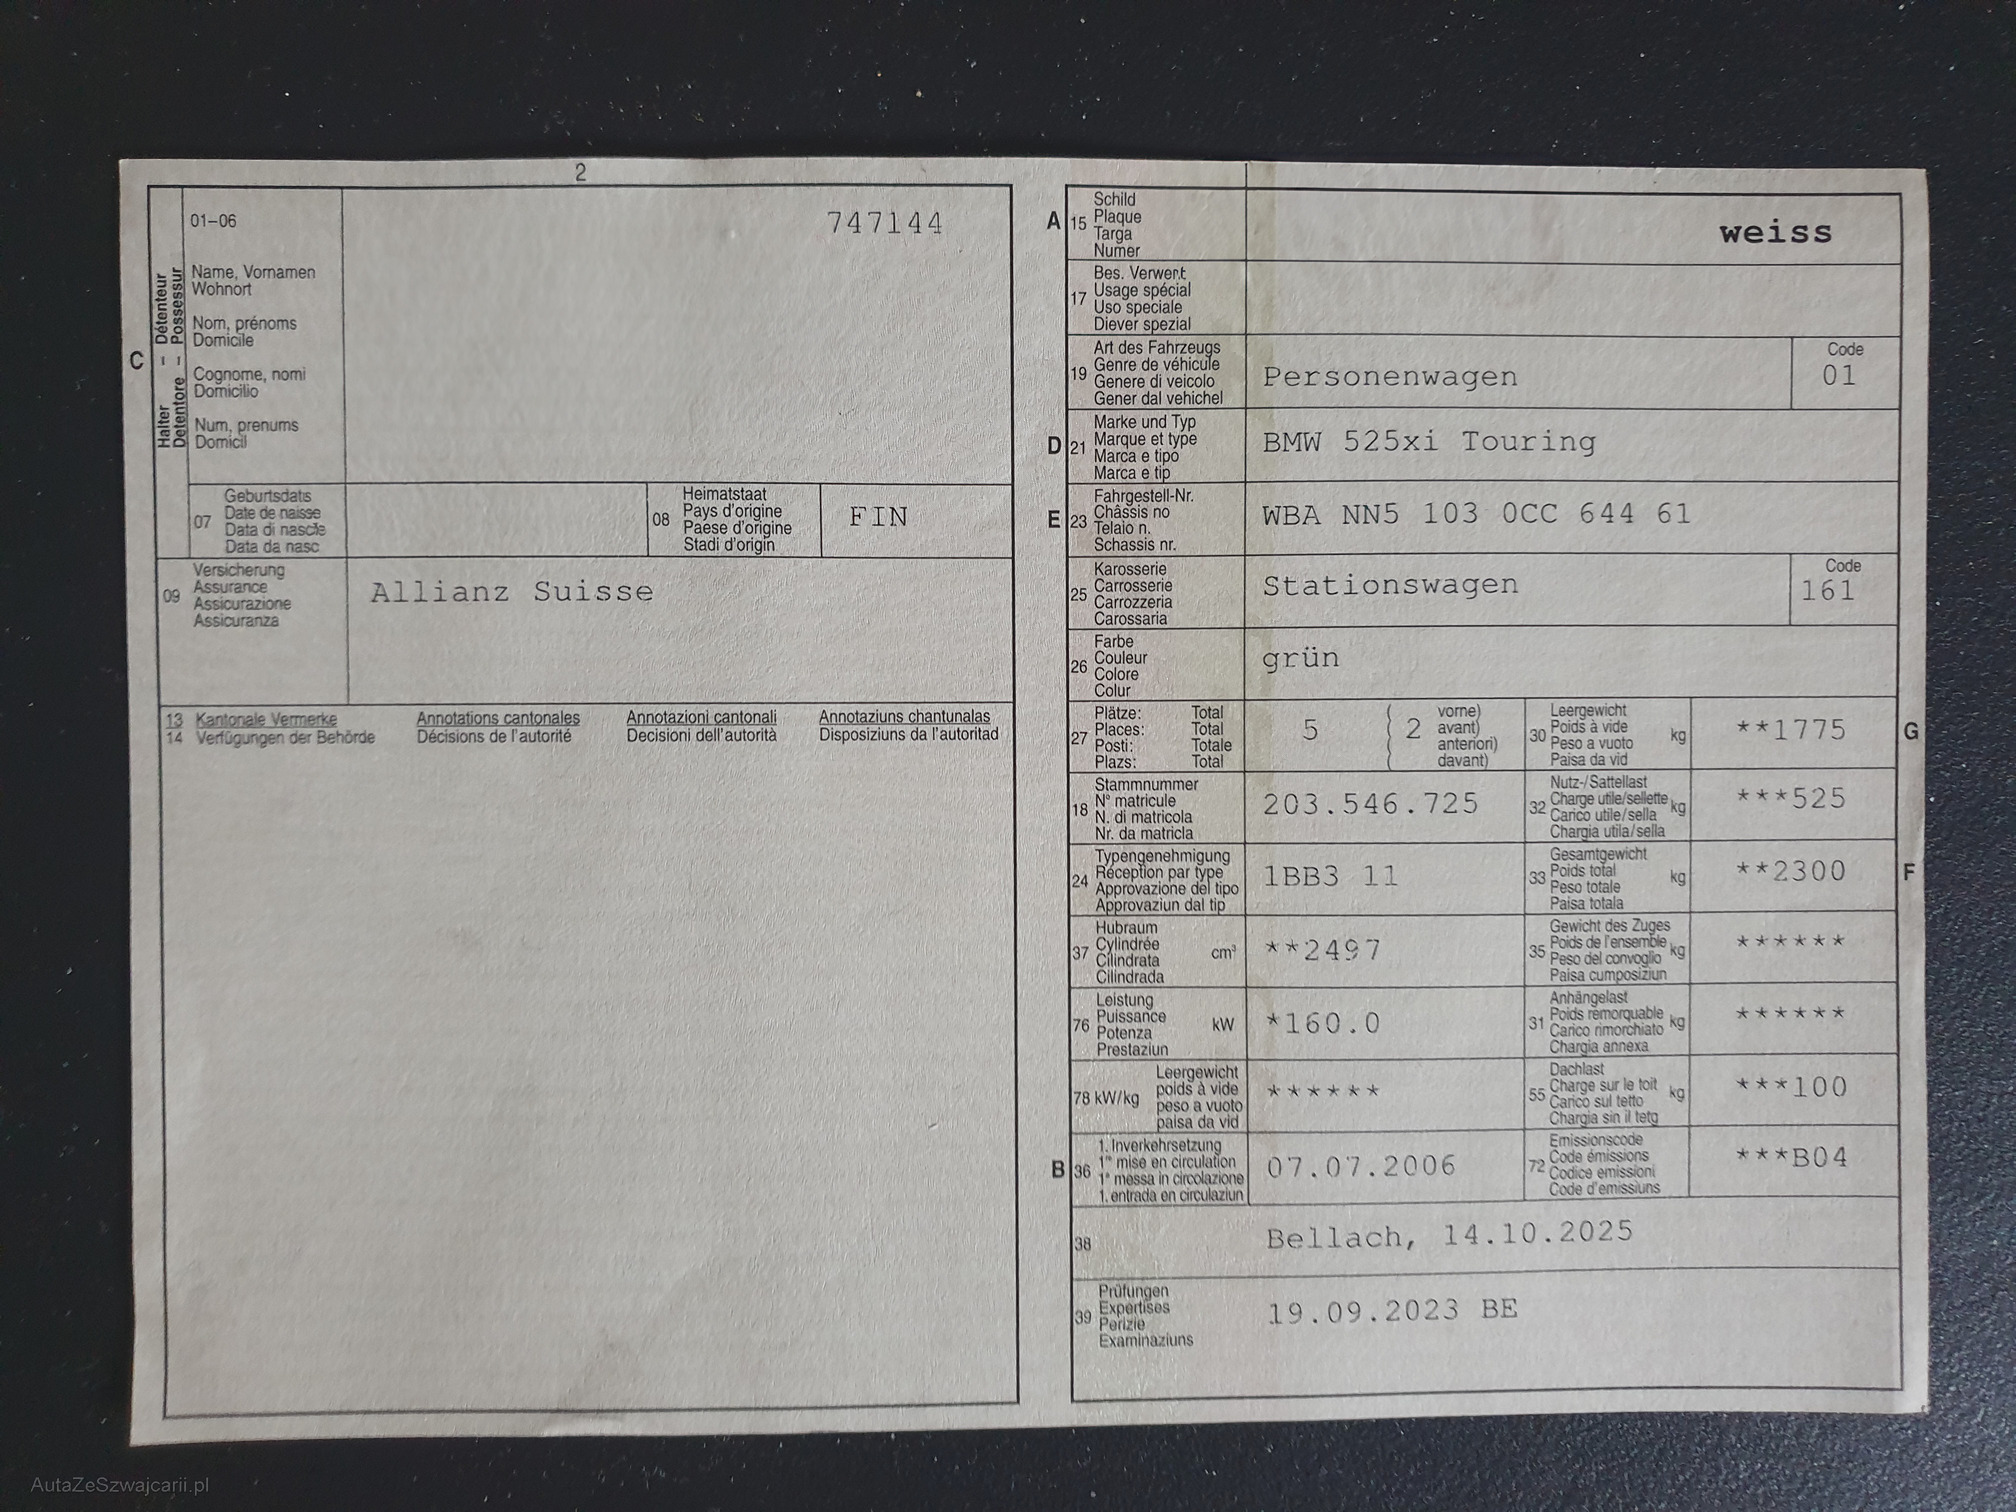 2
01–06
747144
Name, Vornamen
Wohnort
Nom, prénoms
Domicile
Cognome, nomi
Domicilio
Num, prenums
Domicil
C
Halter – Détenteur
Detentore – Possessur
07
Geburtsdatis
Date de naisse
Data di nascte
Data da nasc
08
Heimatstaat
Pays d'origine
Paese d'origine
Stadi d'origin
FIN
09
Versicherung
Assurance
Assicurazione
Assicuranza
Allianz Suisse
13 Kantonale Vermerke Annotations cantonales Annotazioni cantonali Annotaziuns chantunalas
14 Verfügungen der Behörde Décisions de l'autorité Decisioni dell'autorità Disposiziuns da l'autoritad
A
15
Schild
Plaque
Targa
Numer
weiss
17
Bes. Verwert
Usage spécial
Uso speciale
Diever spezial
19
Art des Fahrzeugs
Genre de véhicule
Genere di veicolo
Gener dal vehichel
Personenwagen
Code
01
D
21
Marke und Typ
Marque et type
Marca e tipo
Marca e tip
BMW 525xi Touring
E
23
Fahrgestell-Nr.
Châssis no
Telaio n.
Schassis nr.
WBA NN5 103 0CC 644 61
25
Karosserie
Carrosserie
Carrozzeria
Carossaria
Stationswagen
Code
161
26
Farbe
Couleur
Colore
Colur
grün
27
Plätze: Total
Places: Total
Posti: Totale
Plazs: Total
5
( 2
vorne)
avant)
anteriori)
davant)
30
Leergewicht
Poids à vide
Peso a vuoto
Paisa da vid
kg
**1775
G
18
Stammnummer
N° matricule
N. di matricola
Nr. da matricla
203.546.725
32
Nutz-/Sattellast
Charge utile/sellette
Carico utile/sella
Chargia utila/sella
kg
***525
24
Typengenehmigung
Réception par type
Approvazione del tipo
Approvaziun dal tip
1BB3 11
33
Gesamtgewicht
Poids total
Peso totale
Paisa totala
kg
**2300
F
37
Hubraum
Cylindrée
Cilindrata
Cilindrada
cm³
**2497
35
Gewicht des Zuges
Poids de l'ensemble
Peso del convoglio
Paisa cumposiziun
kg
******
76
Leistung
Puissance
Potenza
Prestaziun
kW
*160.0
31
Anhängelast
Poids remorquable
Carico rimorchiato
Chargia annexa
kg
******
78 kW/kg
Leergewicht
poids à vide
peso a vuoto
paisa da vid
******
55
Dachlast
Charge sur le toit
Carico sul tetto
Chargia sin il tetg
kg
***100
B
36
1. Inverkehrsetzung
1re mise en circulation
1a messa in circolazione
1. entrada en circulaziun
07.07.2006
72
Emissionscode
Code émissions
Codice emissioni
Code d'emissiuns
***B04
38
Bellach, 14.10.2025
39
Prüfungen
Expertises
Perizie
Examinaziuns
19.09.2023 BE
AutaZeSzwajcarii.pl